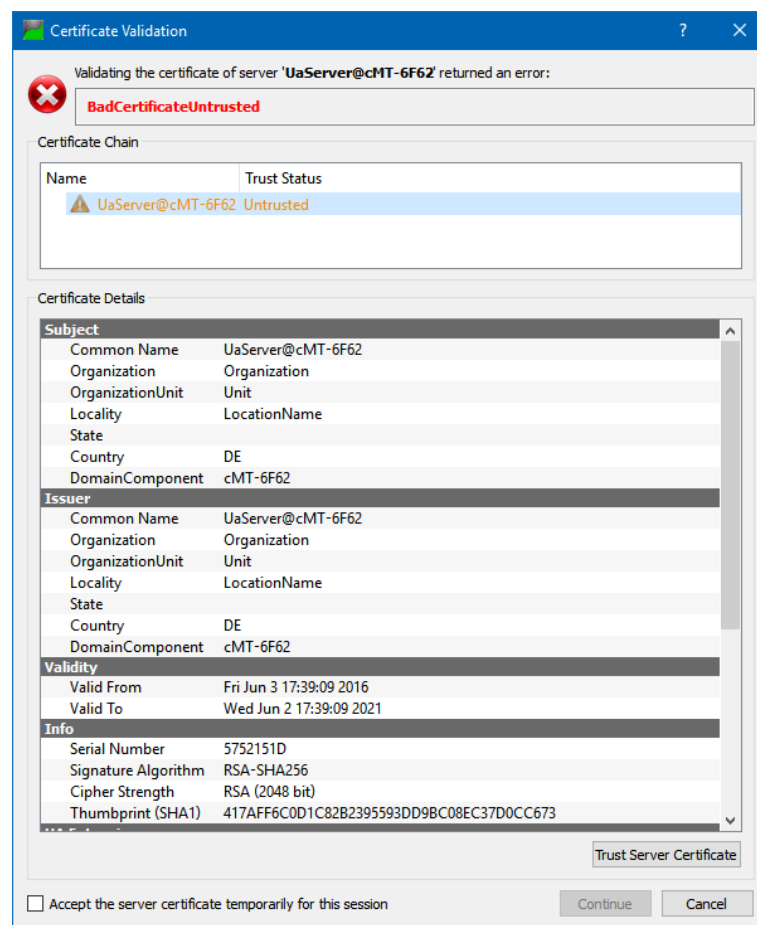 Certificate Validation ? ×
Validating the certificate of server 'UaServer@cMT-6F62' returned an error:
BadCertificateUntrusted
Certificate Chain
Name Trust Status
UaServer@cMT-6F62 Untrusted
Certificate Details
Subject
Common Name UaServer@cMT-6F62
Organization Organization
OrganizationUnit Unit
Locality LocationName
State
Country DE
DomainComponent cMT-6F62
Issuer
Common Name UaServer@cMT-6F62
Organization Organization
OrganizationUnit Unit
Locality LocationName
State
Country DE
DomainComponent cMT-6F62
Validity
Valid From Fri Jun 3 17:39:09 2016
Valid To Wed Jun 2 17:39:09 2021
Info
Serial Number 5752151D
Signature Algorithm RSA-SHA256
Cipher Strength RSA (2048 bit)
Thumbprint (SHA1) 417AFF6C0D1C82B2395593DD9BC08EC37D0CC673
Trust Server Certificate
Accept the server certificate temporarily for this session
Continue Cancel